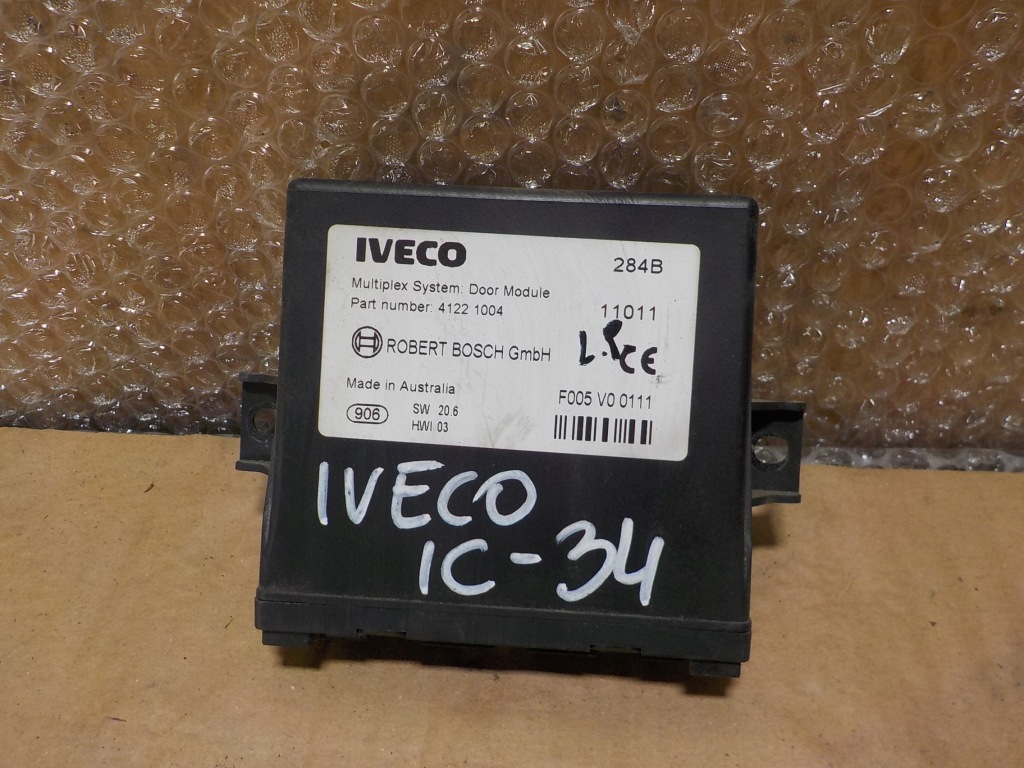 IVECO
284B
Multiplex System: Door Module
Part number: 4122 1004
11011
ROBERT BOSCH GmbH
CE
Made in Australia
F005 V0 0111
906
SW 20.6
HWI 03
IVECO
IC-34